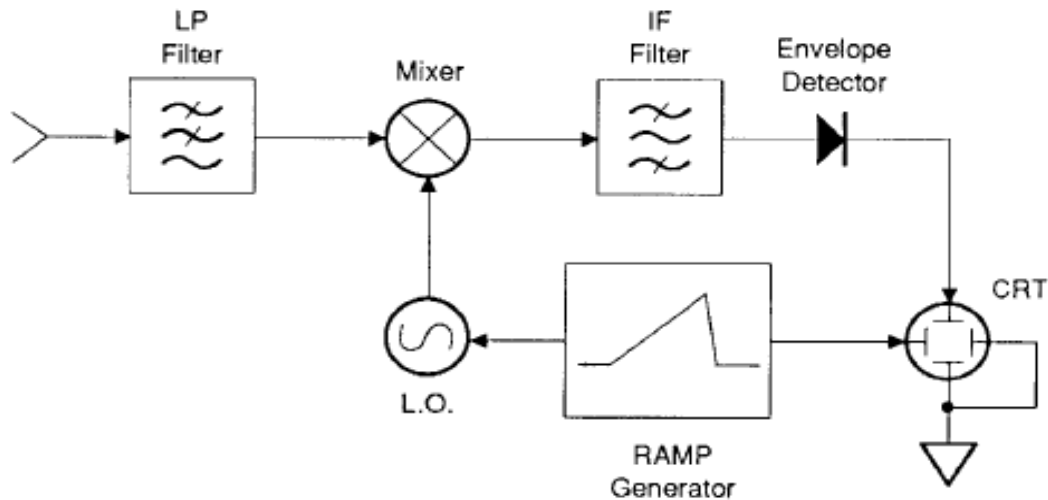 LP
Filter
Mixer
IF
Filter
Envelope
Detector
CRT
L.O.
RAMP
Generator